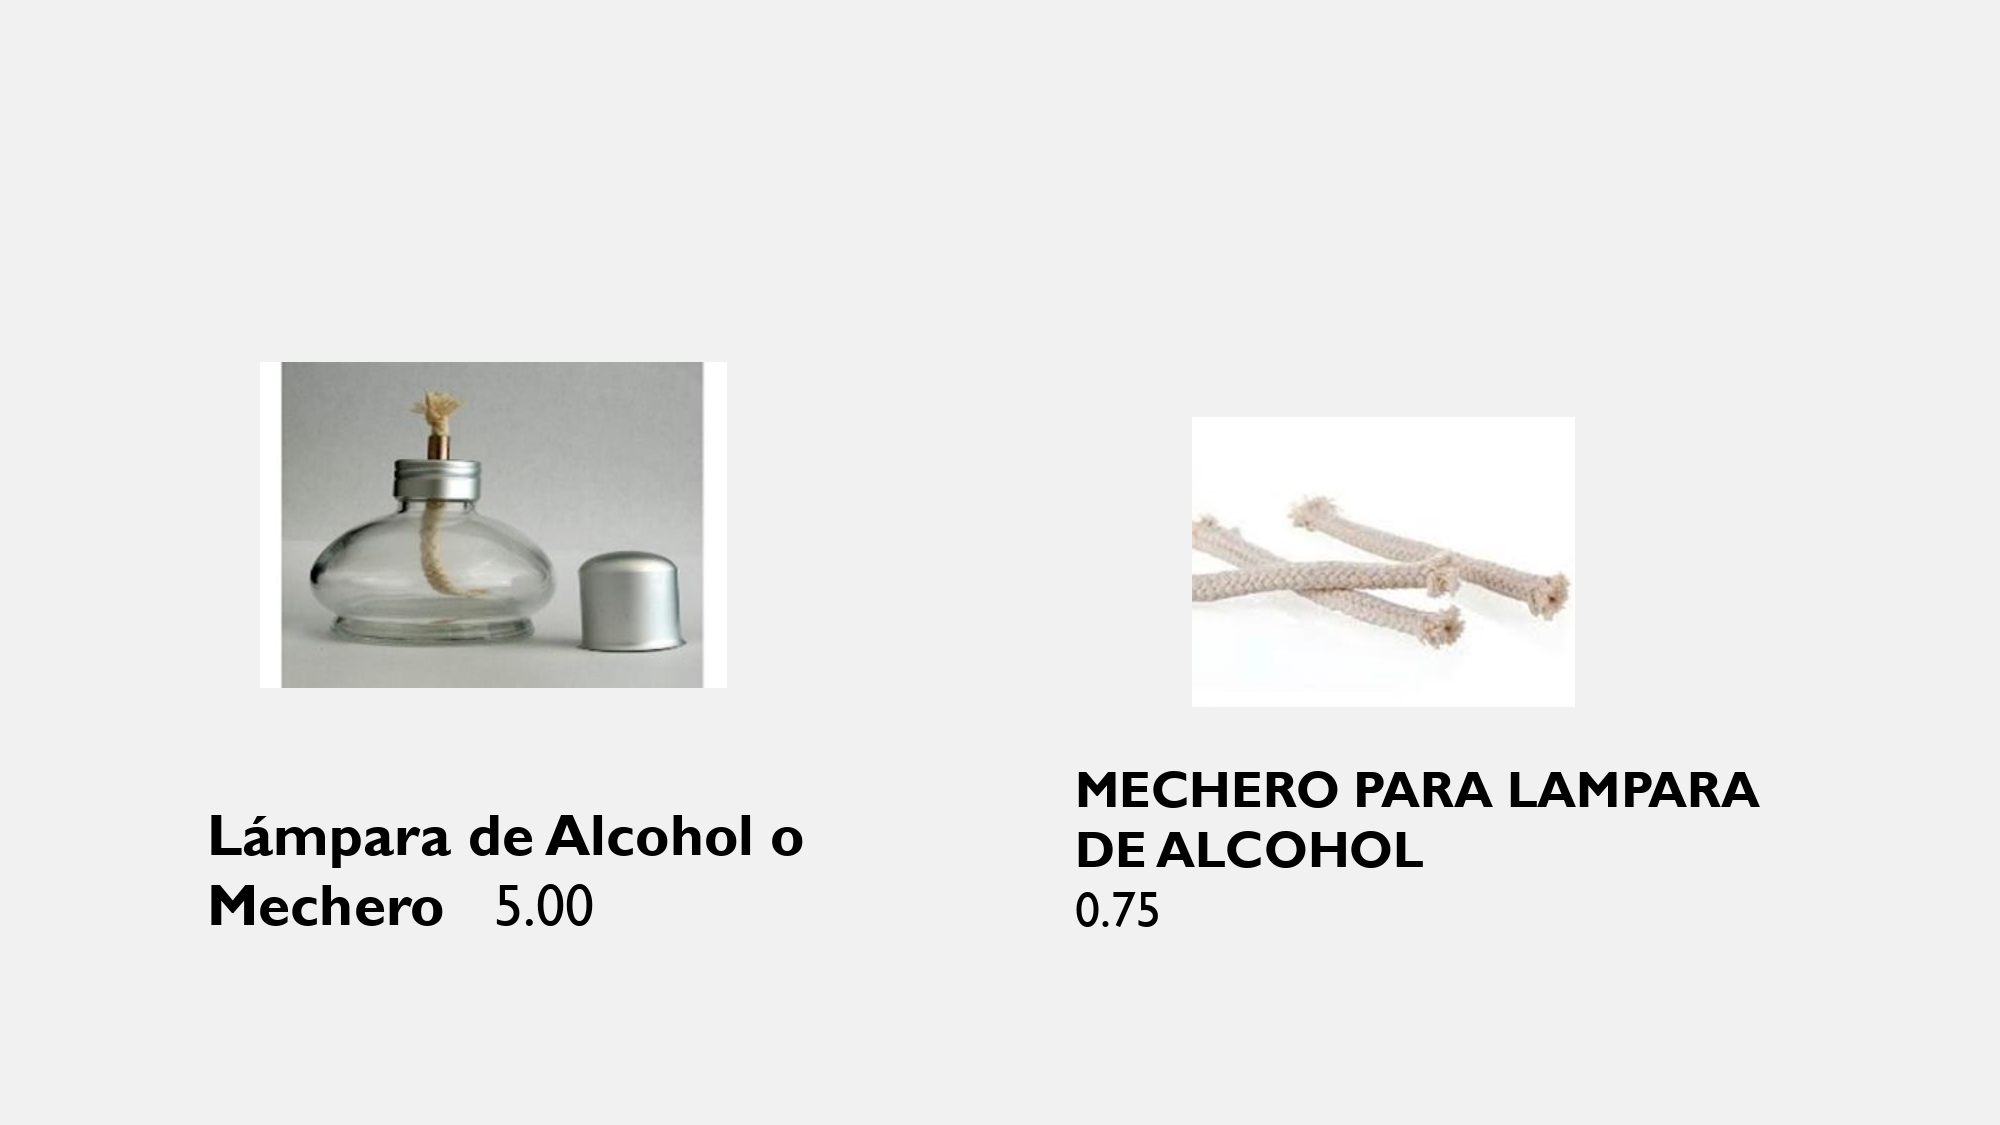 Lámpara de Alcohol o
Mechero 5.00
MECHERO PARA LAMPARA
DE ALCOHOL
0.75